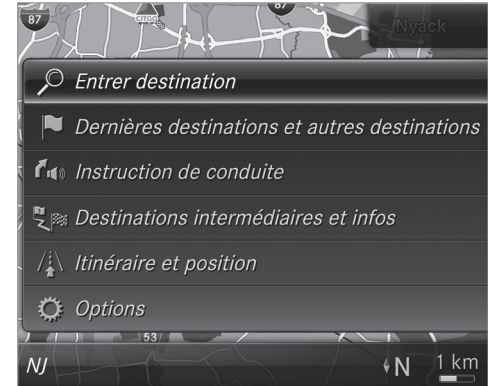 87
CITGO
87
Nyack
Entrer destination
Dernières destinations et autres destinations
Instruction de conduite
Destinations intermédiaires et infos
Itinéraire et position
Options
53
NJ
N 1 km